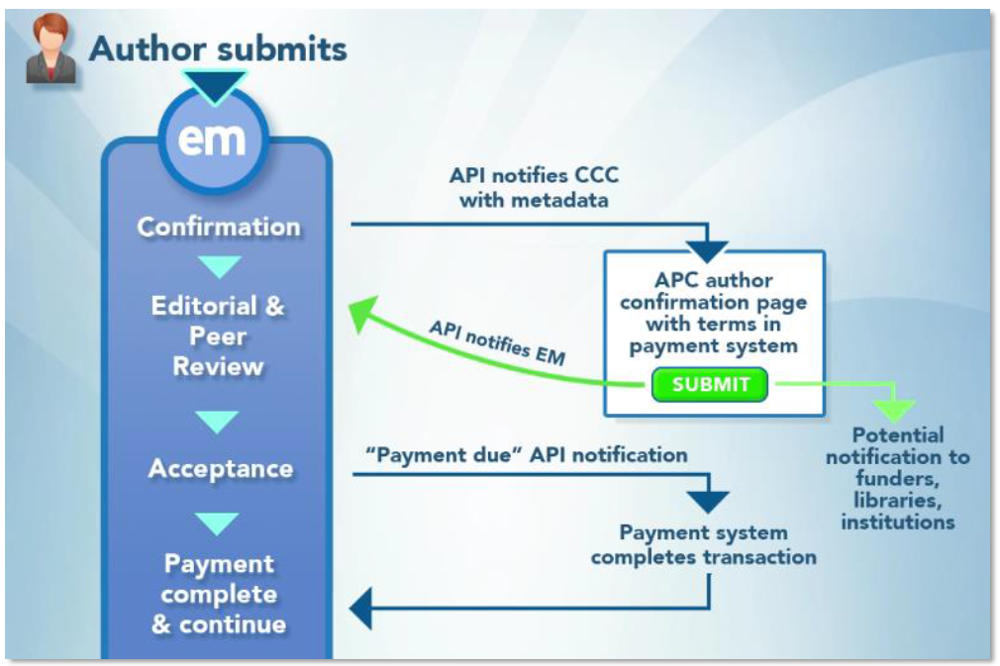 Author submits
em
API notifies CCC
with metadata
Confirmation
APC author
confirmation page
with terms in
payment system
SUBMIT
API notifies EM
Editorial &
Peer
Review
Potential
notification to
funders,
libraries,
institutions
Acceptance
“Payment due” API notification
Payment system
completes transaction
Payment
complete
& continue